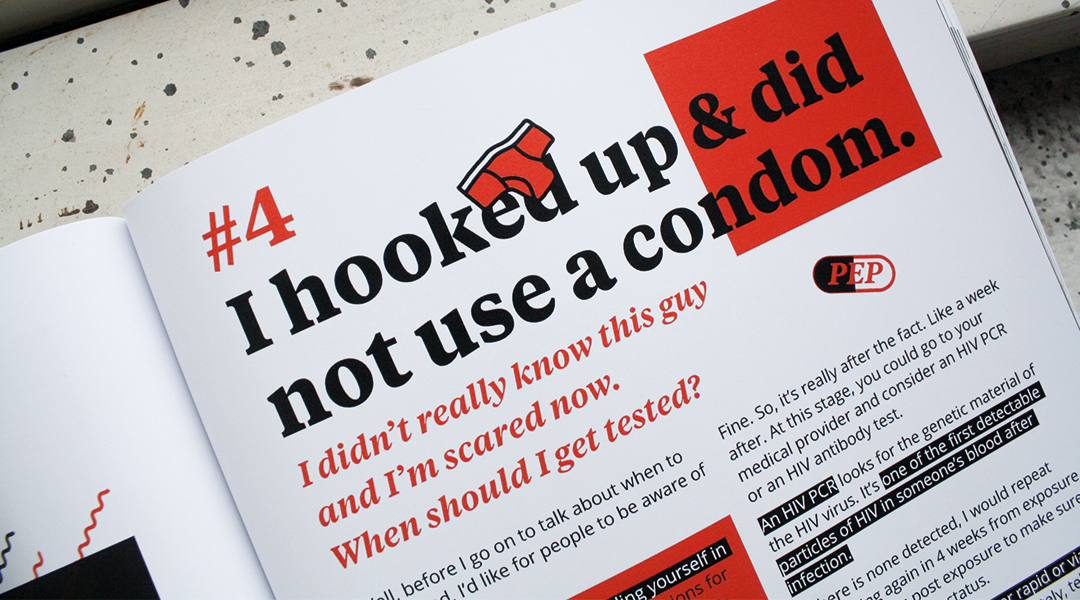 #4
I hooked up & did
not use a condom.
I didn't really know this guy
and I'm scared now.
When should I get tested?
before I go on to talk about when to
I'd like for people to be aware of
yourself in
for
PEP
Fine. So, it's really after the fact. Like a week
after. At this stage, you could go to your
medical provider and consider an HIV PCR
or an HIV antibody test.
An HIV PCR looks for the genetic material of
the HIV virus. It's one of the first detectable
particles of HIV in someone's blood after
infection.
there is none detected, I would repeat
again in 4 weeks from exposure
post exposure to make sure
status.
rapid or